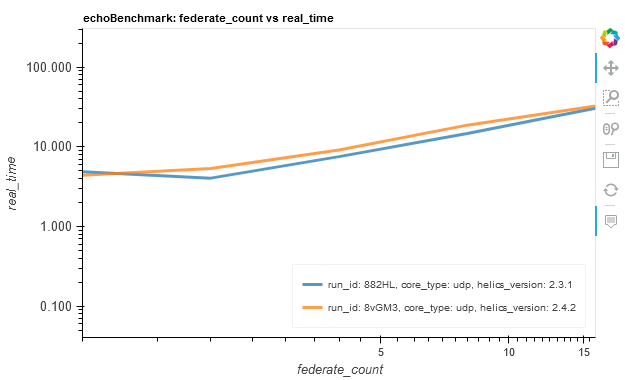 echoBenchmark: federate_count vs real_time
100.000
10.000
1.000
0.100
real_time
run_id: 882HL, core_type: udp, helics_version: 2.3.1
run_id: 8vGM3, core_type: udp, helics_version: 2.4.2
5
10
15
federate_count